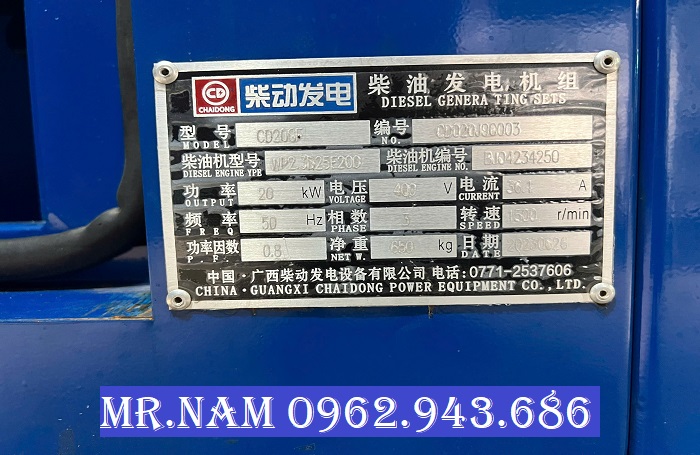 CD
CHAIDONG
柴动发电
柴油发电机组
DIESEL GENERATING SETS
型号 MODEL CD20GF 编号 NO.
柴油机型号 DIESEL ENGINE TYPE 柴油机编号 DIESEL ENGINE NO. B104234250
功率 OUTPUT 20 kW 电压 VOLTAGE 400 V 电流 CURRENT A
频率 FREQ 50 Hz 相数 PHASE 3 转速 SPEED 1500 r/min
功率因数 P.F. 0.8 净重 NET W. 650 kg 日期 DATE
中国·广西柴动发电设备有限公司 电话:0771-2537606
CHINA·GUANGXI CHAIDONG POWER EQUIPMENT CO.,LTD.
MR.NAM 0962.943.686